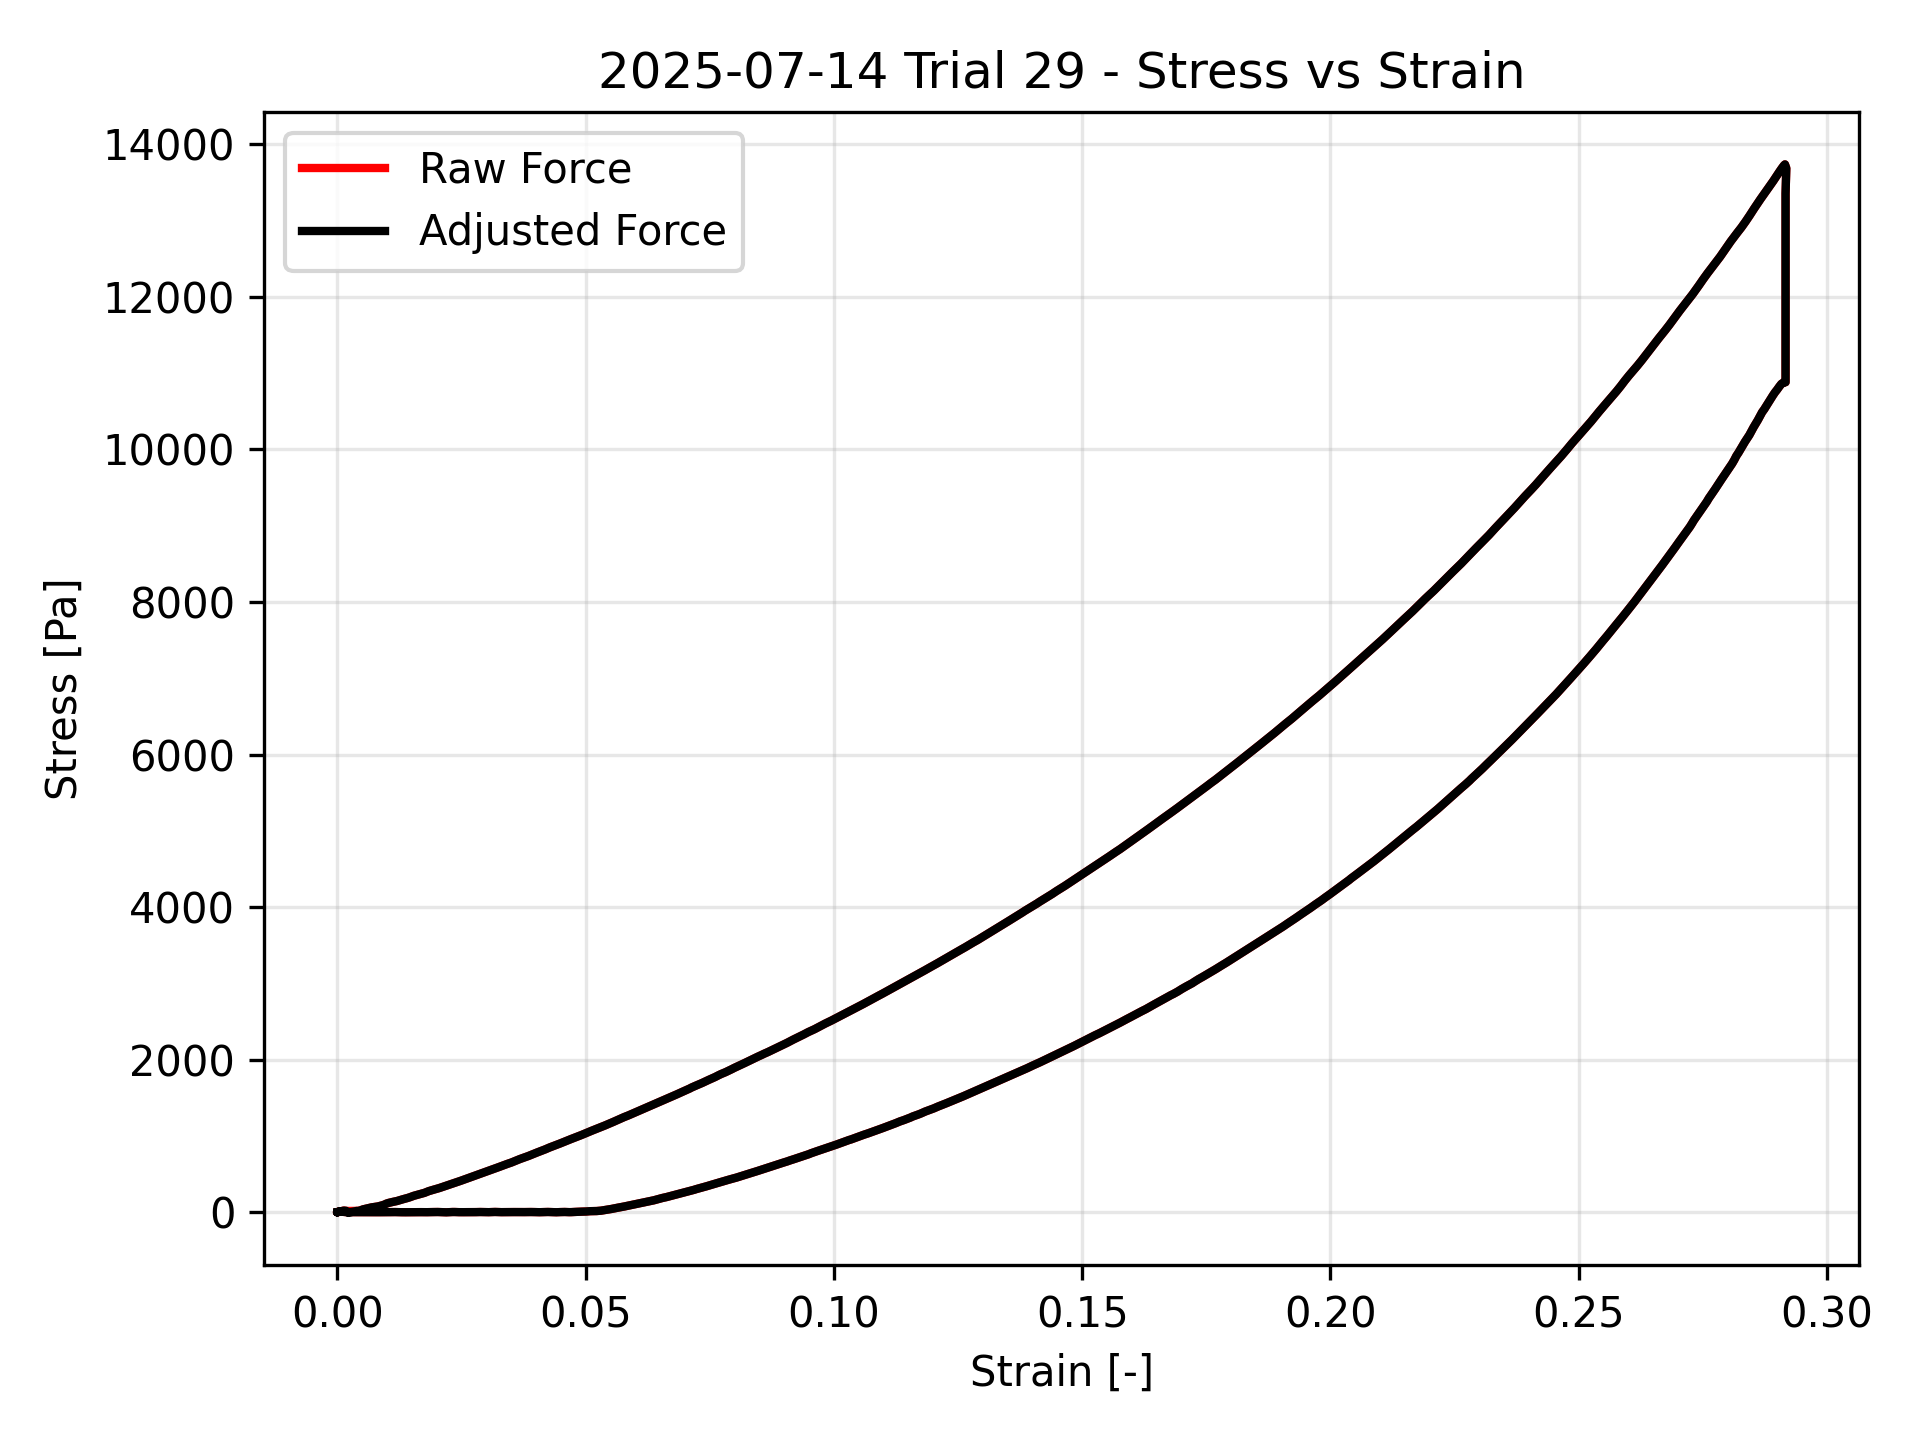 2025-07-14 Trial 29 - Stress vs Strain
Raw Force
Adjusted Force
14000
12000
10000
8000
6000
4000
2000
0
Stress [Pa]
0.00 0.05 0.10 0.15 0.20 0.25 0.30
Strain [-]